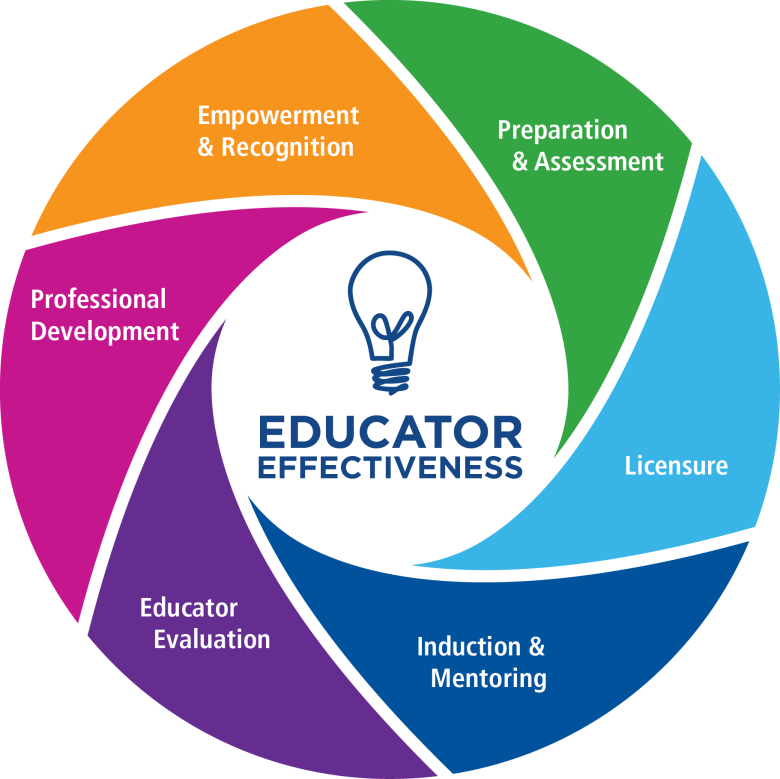 Empowerment
& Recognition
Preparation
& Assessment
Professional
Development
EDUCATOR
EFFECTIVENESS
Licensure
Educator
Evaluation
Induction &
Mentoring